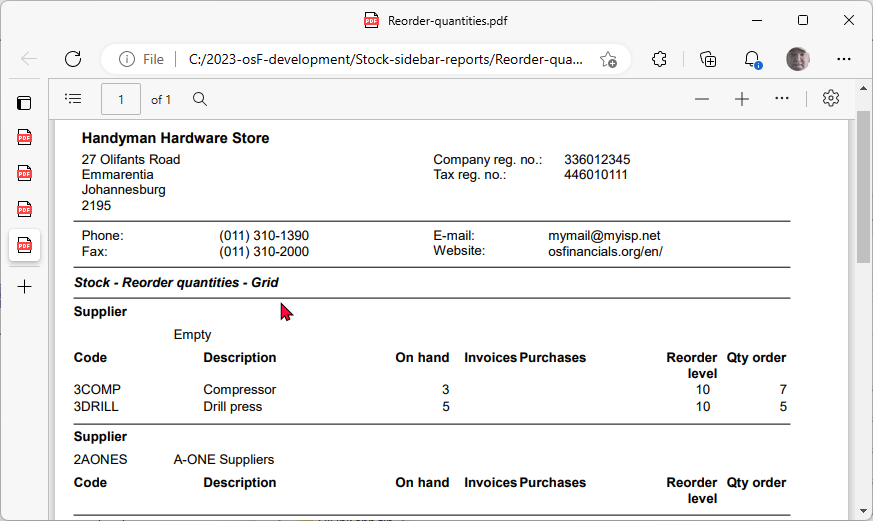 Reorder-quantities.pdf
File C:/2023-osF-development/Stock-sidebar-reports/Reorder-qua...
1 of 1
Handyman Hardware Store
27 Olifants Road Company reg. no.: 336012345
Emmarentia Tax reg. no.: 446010111
Johannesburg
2195
Phone: (011) 310-1390 E-mail: mymail@myisp.net
Fax: (011) 310-2000 Website: osfinancials.org/en/
Stock - Reorder quantities - Grid
Supplier
Empty
Code Description On hand Invoices Purchases Reorder Qty order
level
3COMP Compressor 3 10 7
3DRILL Drill press 5 10 5
Supplier
2AONES A-ONE Suppliers
Code Description On hand Invoices Purchases Reorder Qty order
level